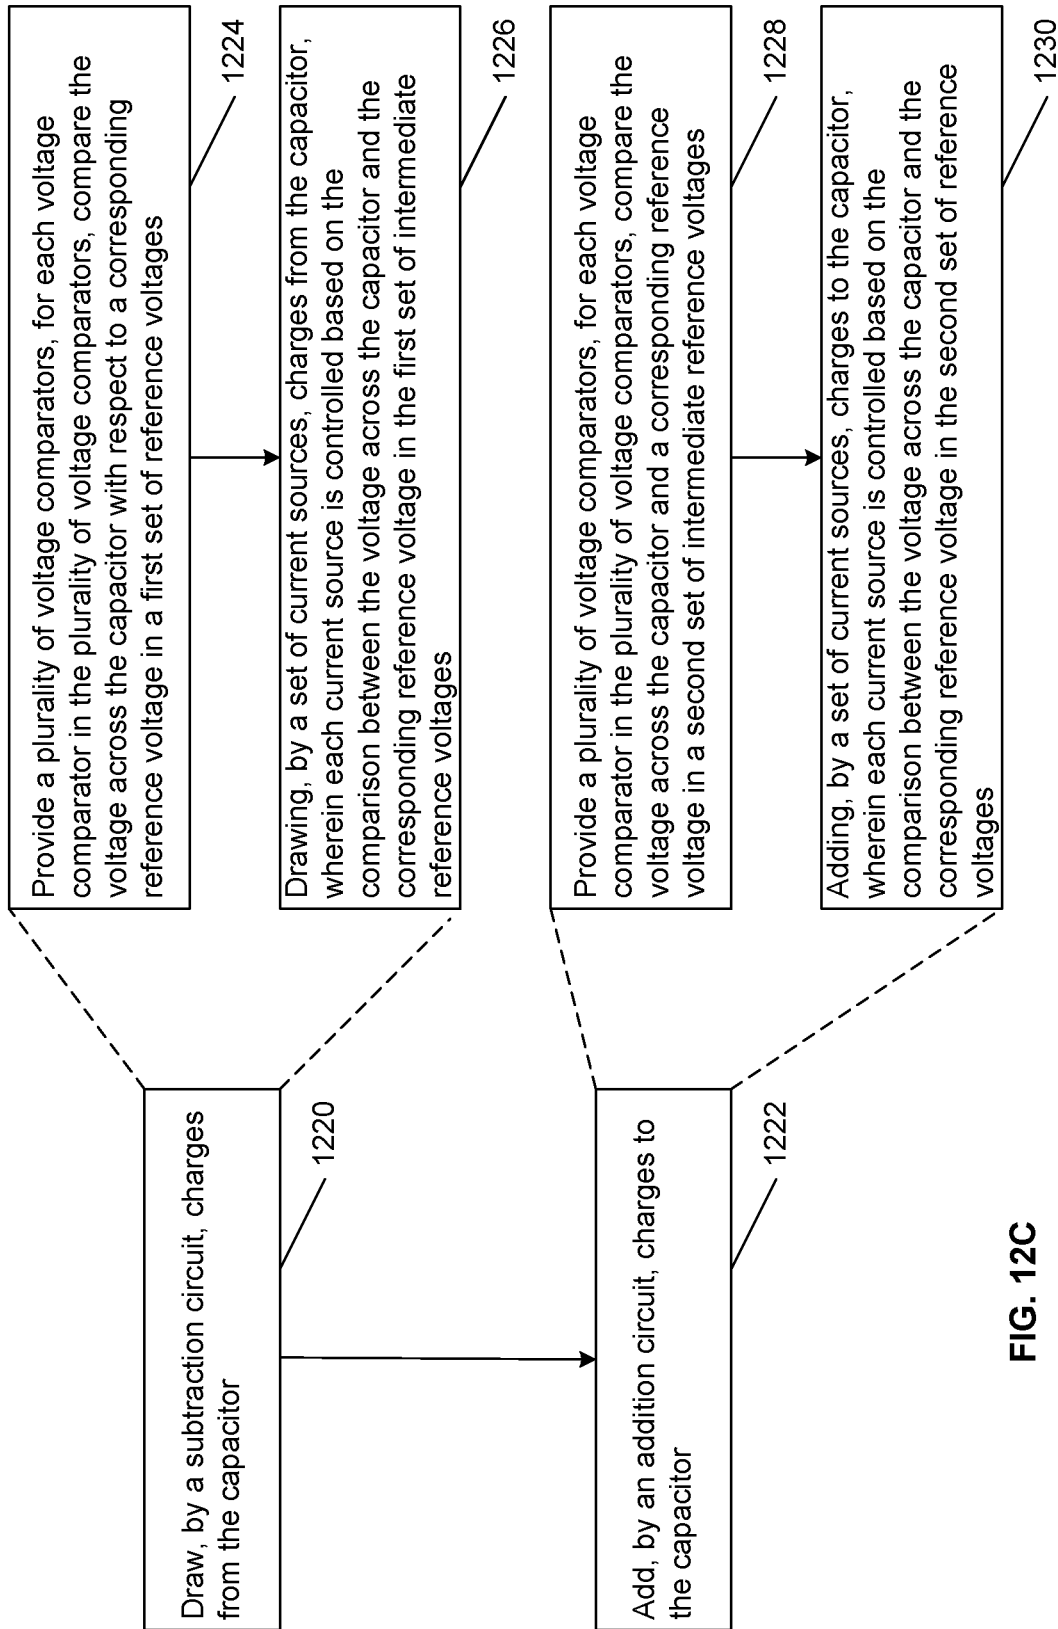 Draw, by a subtraction circuit, charges
from the capacitor
1220
Provide a plurality of voltage comparators, for each voltage
comparator in the plurality of voltage comparators, compare the
voltage across the capacitor with respect to a corresponding
reference voltage in a first set of reference voltages
1224
Drawing, by a set of current sources, charges from the capacitor,
wherein each current source is controlled based on the
comparison between the voltage across the capacitor and the
corresponding reference voltage in the first set of intermediate
reference voltages
1226
Add, by an addition circuit, charges to
the capacitor
1222
Provide a plurality of voltage comparators, for each voltage
comparator in the plurality of voltage comparators, compare the
voltage across the capacitor and a corresponding reference
voltage in a second set of intermediate reference voltages
1228
Adding, by a set of current sources, charges to the capacitor,
wherein each current source is controlled based on the
comparison between the voltage across the capacitor and the
corresponding reference voltage in the second set of reference
voltages
1230
FIG. 12C